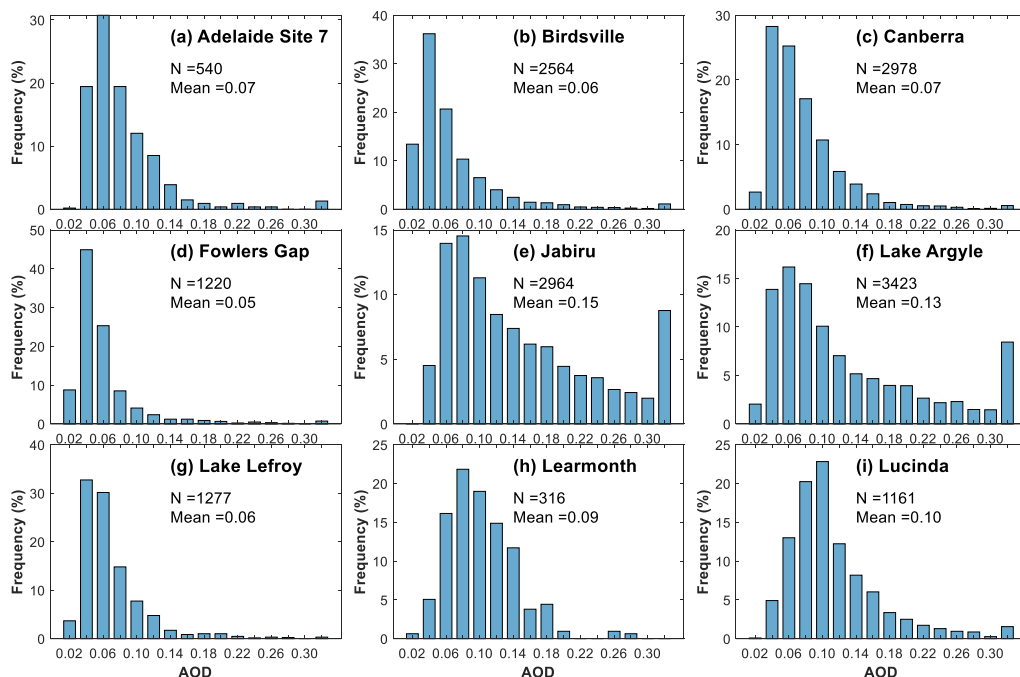 (a) Adelaide Site 7
N =540
Mean =0.07
Frequency (%)
0
10
20
30
0.02 0.06 0.10 0.14 0.18 0.22 0.26 0.30
(b) Birdsville
N =2564
Mean =0.06
Frequency (%)
0
10
20
30
40
0.02 0.06 0.10 0.14 0.18 0.22 0.26 0.30
(c) Canberra
N =2978
Mean =0.07
Frequency (%)
0
10
20
30
0.02 0.06 0.10 0.14 0.18 0.22 0.26 0.30
(d) Fowlers Gap
N =1220
Mean =0.05
Frequency (%)
0
10
20
30
40
50
0.02 0.06 0.10 0.14 0.18 0.22 0.26 0.30
(e) Jabiru
N =2964
Mean =0.15
Frequency (%)
0
5
10
15
0.02 0.06 0.10 0.14 0.18 0.22 0.26 0.30
(f) Lake Argyle
N =3423
Mean =0.13
Frequency (%)
0
5
10
15
20
0.02 0.06 0.10 0.14 0.18 0.22 0.26 0.30
(g) Lake Lefroy
N =1277
Mean =0.06
Frequency (%)
0
10
20
30
40
0.02 0.06 0.10 0.14 0.18 0.22 0.26 0.30
AOD
(h) Learmonth
N =316
Mean =0.09
Frequency (%)
0
5
10
15
20
25
0.02 0.06 0.10 0.14 0.18 0.22 0.26 0.30
AOD
(i) Lucinda
N =1161
Mean =0.10
Frequency (%)
0
5
10
15
20
25
0.02 0.06 0.10 0.14 0.18 0.22 0.26 0.30
AOD